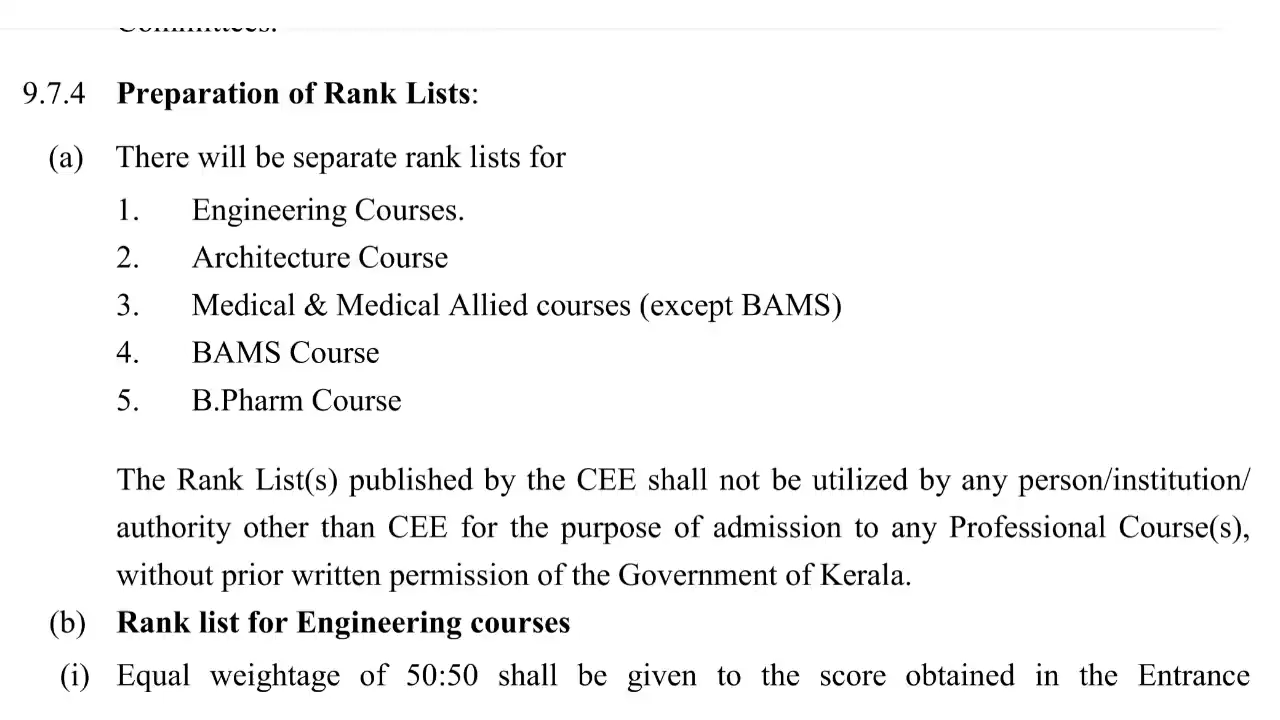 9.7.4 Preparation of Rank Lists:
(a) There will be separate rank lists for
1. Engineering Courses.
2. Architecture Course
3. Medical & Medical Allied courses (except BAMS)
4. BAMS Course
5. B.Pharm Course
The Rank List(s) published by the CEE shall not be utilized by any person/institution/
authority other than CEE for the purpose of admission to any Professional Course(s),
without prior written permission of the Government of Kerala.
(b) Rank list for Engineering courses
(i) Equal weightage of 50:50 shall be given to the score obtained in the Entrance